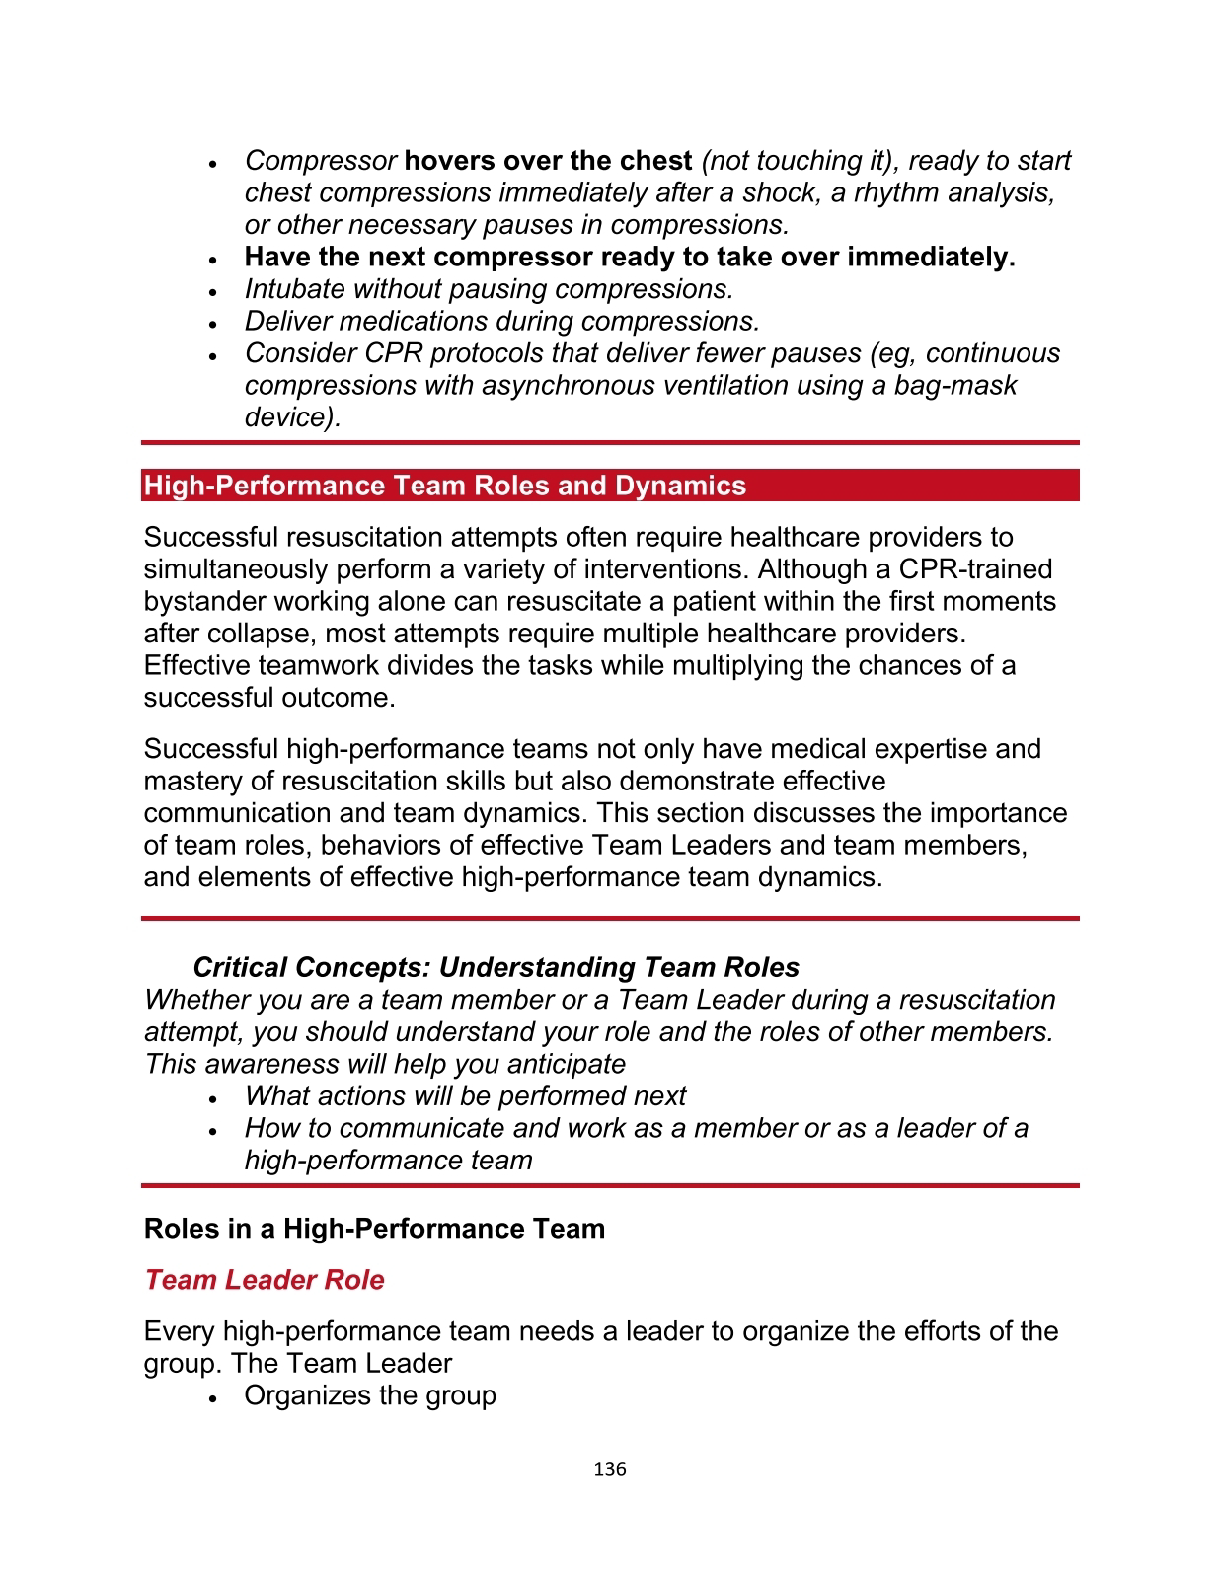 • Compressor hovers over the chest (not touching it), ready to start
chest compressions immediately after a shock, a rhythm analysis,
or other necessary pauses in compressions.
• Have the next compressor ready to take over immediately.
• Intubate without pausing compressions.
• Deliver medications during compressions.
• Consider CPR protocols that deliver fewer pauses (eg, continuous
compressions with asynchronous ventilation using a bag-mask
device).
High-Performance Team Roles and Dynamics
Successful resuscitation attempts often require healthcare providers to
simultaneously perform a variety of interventions. Although a CPR-trained
bystander working alone can resuscitate a patient within the first moments
after collapse, most attempts require multiple healthcare providers.
Effective teamwork divides the tasks while multiplying the chances of a
successful outcome.
Successful high-performance teams not only have medical expertise and
mastery of resuscitation skills but also demonstrate effective
communication and team dynamics. This section discusses the importance
of team roles, behaviors of effective Team Leaders and team members,
and elements of effective high-performance team dynamics.
Critical Concepts: Understanding Team Roles
Whether you are a team member or a Team Leader during a resuscitation
attempt, you should understand your role and the roles of other members.
This awareness will help you anticipate
• What actions will be performed next
• How to communicate and work as a member or as a leader of a
high-performance team
Roles in a High-Performance Team
Team Leader Role
Every high-performance team needs a leader to organize the efforts of the
group. The Team Leader
• Organizes the group
136